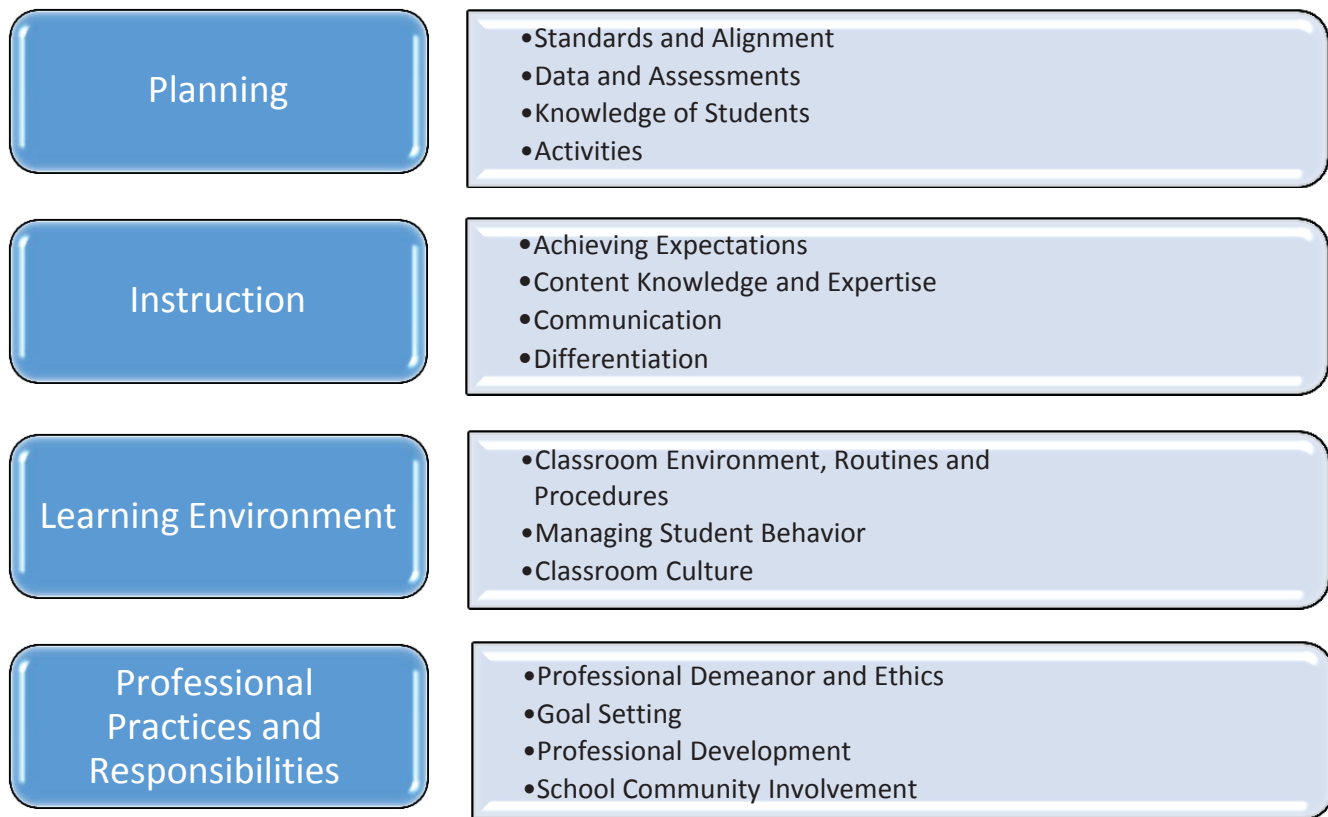 Planning
•Standards and Alignment
•Data and Assessments
•Knowledge of Students
•Activities
Instruction
•Achieving Expectations
•Content Knowledge and Expertise
•Communication
•Differentiation
Learning Environment
•Classroom Environment, Routines and
Procedures
•Managing Student Behavior
•Classroom Culture
Professional
Practices and
Responsibilities
•Professional Demeanor and Ethics
•Goal Setting
•Professional Development
•School Community Involvement